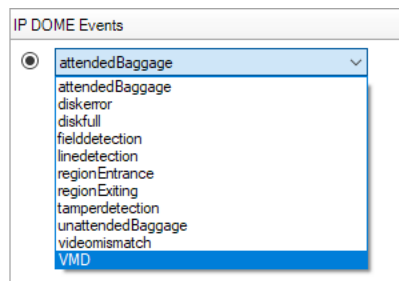 IP DOME Events
attendedBaggage
attendedBaggage
diskerror
diskfull
fielddetection
linedetection
regionEntrance
regionExiting
tamperdetection
unattendedBaggage
videomismatch
VMD